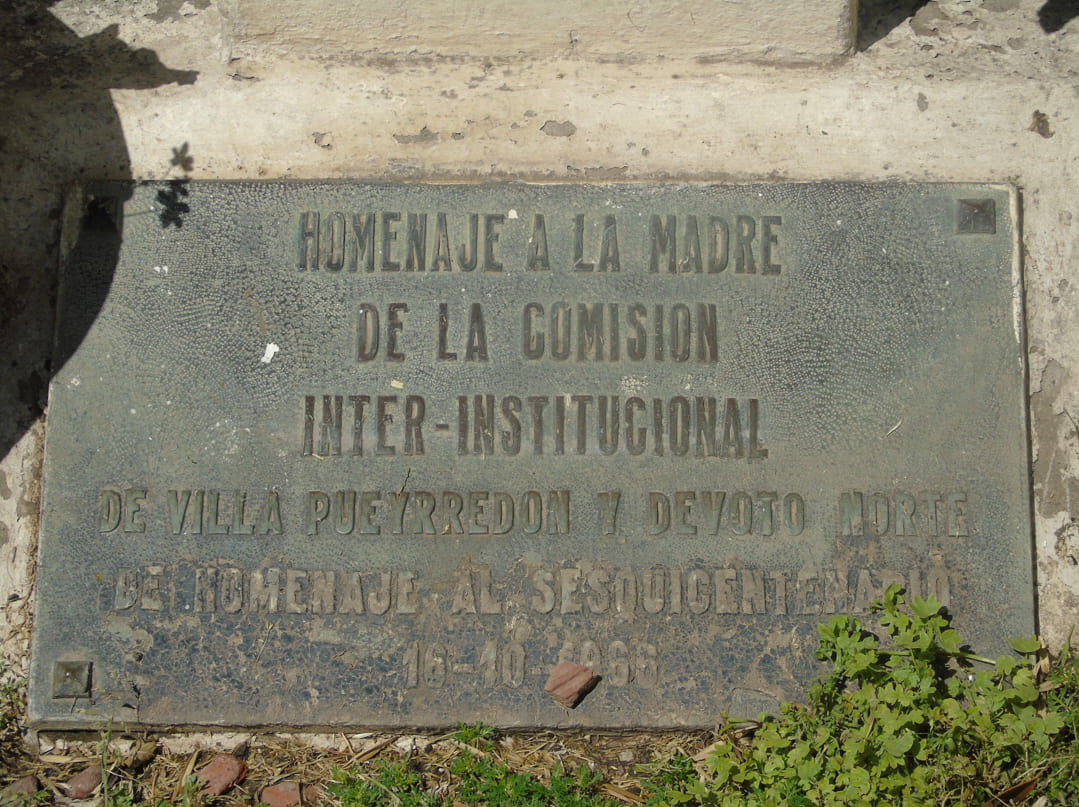 HOMENAJE A LA MADRE
DE LA COMISION
INTER-INSTITUCIONAL
DE VILLA PUEYRREDON Y DEVOTO NORTE
DE HOMENAJE AL SESQUICENTENARIO
16-10-1966